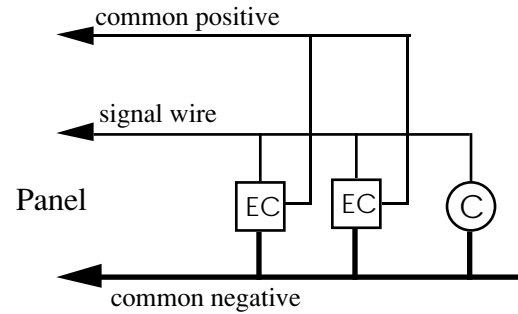 common positive
signal wire
Panel
EC
EC
C
common negative